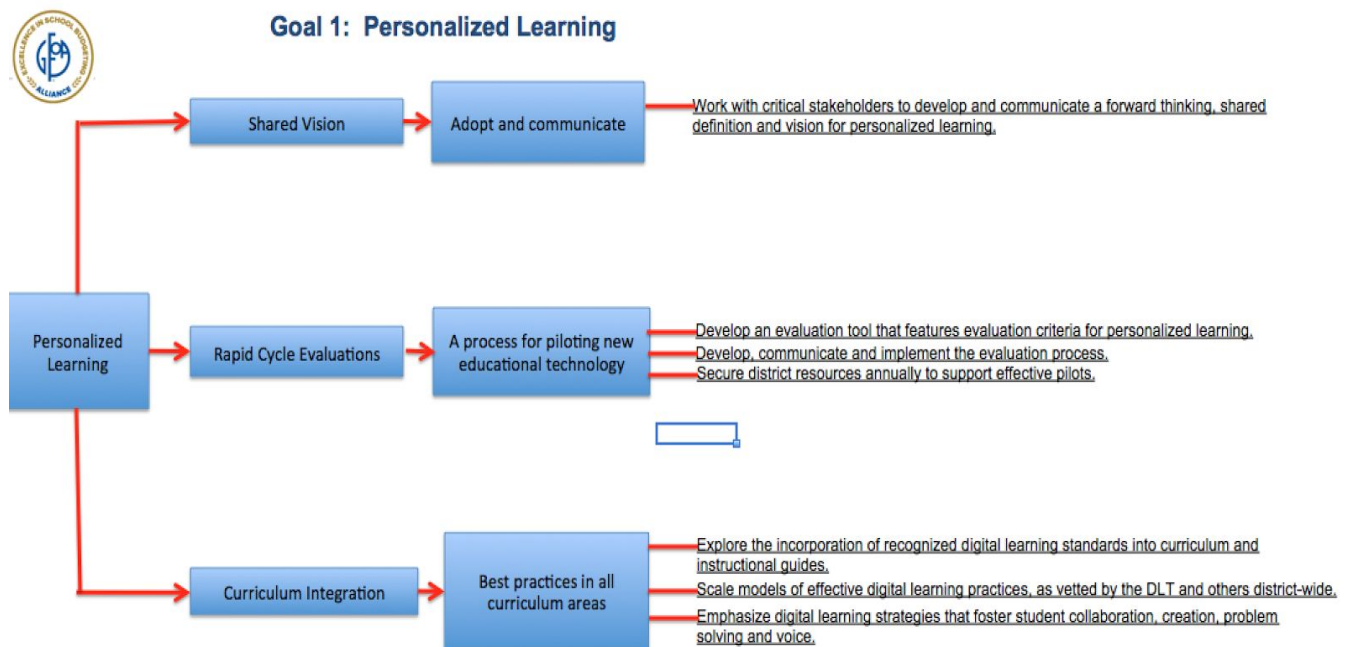 Goal 1: Personalized Learning
EXCELLENCE IN SCHOOL BUDGETING
GFOA
ALLIANCE
Shared Vision
Adopt and communicate
Work with critical stakeholders to develop and communicate a forward thinking, shared
definition and vision for personalized learning.
Personalized
Learning
Rapid Cycle Evaluations
A process for piloting new
educational technology
Develop an evaluation tool that features evaluation criteria for personalized learning.
Develop, communicate and implement the evaluation process.
Secure district resources annually to support effective pilots.
Curriculum Integration
Best practices in all
curriculum areas
Explore the incorporation of recognized digital learning standards into curriculum and
instructional guides.
Scale models of effective digital learning practices, as vetted by the DLT and others district-wide.
Emphasize digital learning strategies that foster student collaboration, creation, problem
solving and voice.